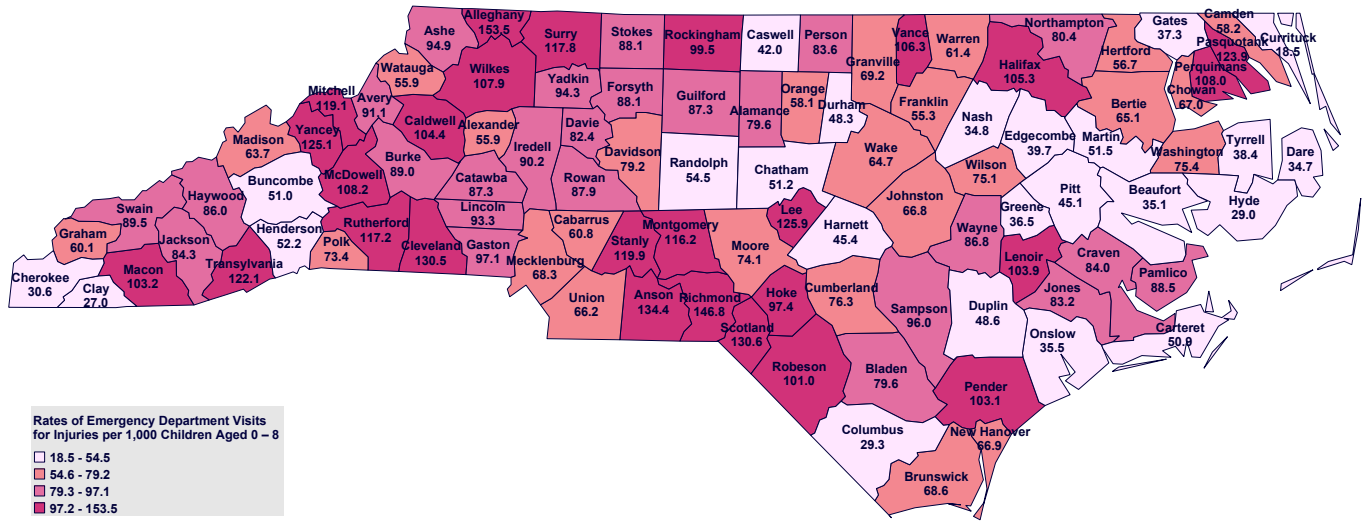 Alleghany
153.5
Ashe
94.9
Surry
117.8
Stokes
88.1
Rockingham
99.5
Caswell
42.0
Person
83.6
Vance
106.3
Warren
61.4
Granville
69.2
Northampton
80.4
Gates
37.3
Camden
58.2
Currituck
18.5
Pasquotank
123.9
Perquimans
108.0
Chowan
67.0
Hertford
56.7
Halifax
105.3
Bertie
65.1
Watauga
55.9
Wilkes
107.9
Yadkin
94.3
Forsyth
88.1
Guilford
87.3
Alamance
79.6
Orange
58.1
Durham
48.3
Franklin
55.3
Nash
34.8
Edgecombe
39.7
Martin
51.5
Washington
75.4
Tyrrell
38.4
Dare
34.7
Mitchell
119.1
Avery
91.1
Yancey
125.1
Caldwell
104.4
Alexander
55.9
Iredell
90.2
Davie
82.4
Davidson
79.2
Randolph
54.5
Chatham
51.2
Wake
64.7
Wilson
75.1
Pitt
45.1
Beaufort
35.1
Hyde
29.0
Madison
63.7
Buncombe
51.0
McDowell
108.2
Burke
89.0
Catawba
87.3
Rowan
87.9
Johnston
66.8
Greene
36.5
Swain
89.5
Haywood
86.0
Lincoln
93.3
Lee
125.9
Harnett
45.4
Wayne
86.8
Graham
60.1
Jackson
84.3
Henderson
52.2
Polk
73.4
Rutherford
117.2
Cleveland
130.5
Gaston
97.1
Mecklenburg
68.3
Cabarrus
60.8
Stanly
119.9
Montgomery
116.2
Moore
74.1
Lenoir
103.9
Craven
84.0
Pamlico
88.5
Cherokee
30.6
Clay
27.0
Macon
103.2
Transylvania
122.1
Union
66.2
Anson
134.4
Richmond
146.8
Scotland
130.6
Hoke
97.4
Cumberland
76.3
Sampson
96.0
Duplin
48.6
Jones
83.2
Onslow
35.5
Carteret
50.9
Robeson
101.0
Bladen
79.6
Pender
103.1
Columbus
29.3
New Hanover
66.9
Brunswick
68.6
Rates of Emergency Department Visits
for Injuries per 1,000 Children Aged 0 – 8
18.5 - 54.5
54.6 - 79.2
79.3 - 97.1
97.2 - 153.5